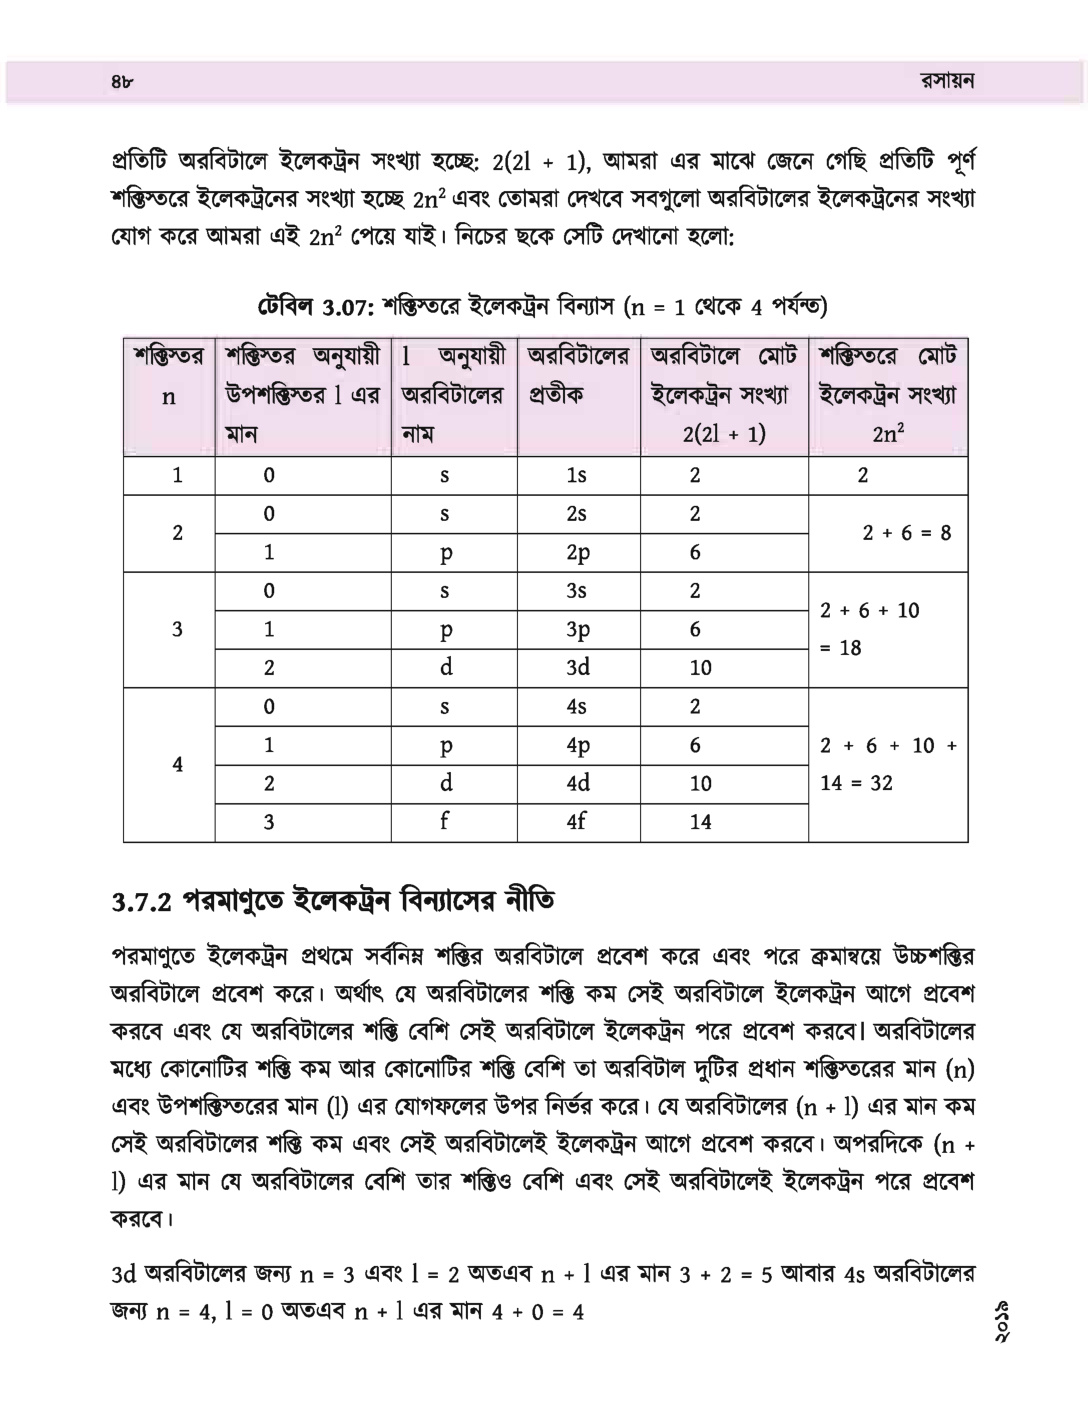 ৪৮ রসায়ন
প্রতিটি অরবিটালে ইলেকট্রন সংখ্যা হচ্ছে: 2(2l + 1), আমরা এর মাঝে জেনে গেছি প্রতিটি পূর্ণ
শক্তিস্তরে ইলেকট্রনের সংখ্যা হচ্ছে 2n² এবং তোমরা দেখবে সবগুলো অরবিটালের ইলেকট্রনের সংখ্যা
যোগ করে আমরা এই 2n² পেয়ে যাই। নিচের ছকে সেটি দেখানো হলো:
টেবিল 3.07: শক্তিস্তরে ইলেকট্রন বিন্যাস (n = 1 থেকে 4 পর্যন্ত)
শক্তিস্তর শক্তিস্তর অনুযায়ী l অনুযায়ী অরবিটালের অরবিটালে মোট শক্তিস্তরে মোট
n উপশক্তিস্তর l এর অরবিটালের প্রতীক ইলেকট্রন সংখ্যা ইলেকট্রন সংখ্যা
মান নাম 2(2l + 1) 2n²
1 0 s 1s 2 2
0 s 2s 2
2 2 + 6 = 8
1 p 2p 6
0 s 3s 2
2 + 6 + 10
3 1 p 3p 6
= 18
2 d 3d 10
0 s 4s 2
1 p 4p 6 2 + 6 + 10 +
4
2 d 4d 10 14 = 32
3 f 4f 14
3.7.2 পরমাণুতে ইলেকট্রন বিন্যাসের নীতি
পরমাণুতে ইলেকট্রন প্রথমে সর্বনিম্ন শক্তির অরবিটালে প্রবেশ করে এবং পরে ক্রমান্বয়ে উচ্চশক্তির
অরবিটালে প্রবেশ করে। অর্থাৎ যে অরবিটালের শক্তি কম সেই অরবিটালে ইলেকট্রন আগে প্রবেশ
করবে এবং যে অরবিটালের শক্তি বেশি সেই অরবিটালে ইলেকট্রন পরে প্রবেশ করবে। অরবিটালের
মধ্যে কোনোটির শক্তি কম আর কোনোটির শক্তি বেশি তা অরবিটাল দুটির প্রধান শক্তিস্তরের মান (n)
এবং উপশক্তিস্তরের মান (l) এর যোগফলের উপর নির্ভর করে। যে অরবিটালের (n + l) এর মান কম
সেই অরবিটালের শক্তি কম এবং সেই অরবিটালেই ইলেকট্রন আগে প্রবেশ করবে। অপরদিকে (n +
l) এর মান যে অরবিটালের বেশি তার শক্তিও বেশি এবং সেই অরবিটালেই ইলেকট্রন পরে প্রবেশ
করবে।
3d অরবিটালের জন্য n = 3 এবং l = 2 অতএব n + l এর মান 3 + 2 = 5 আবার 4s অরবিটালের
জন্য n = 4, l = 0 অতএব n + l এর মান 4 + 0 = 4
২০১৯